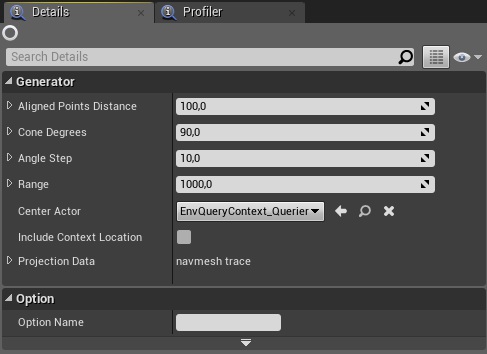 Details
Profiler
Search Details
Generator
Aligned Points Distance 100,0
Cone Degrees 90,0
Angle Step 10,0
Range 1000,0
Center Actor EnvQueryContext_Querier
Include Context Location
Projection Data navmesh trace
Option
Option Name